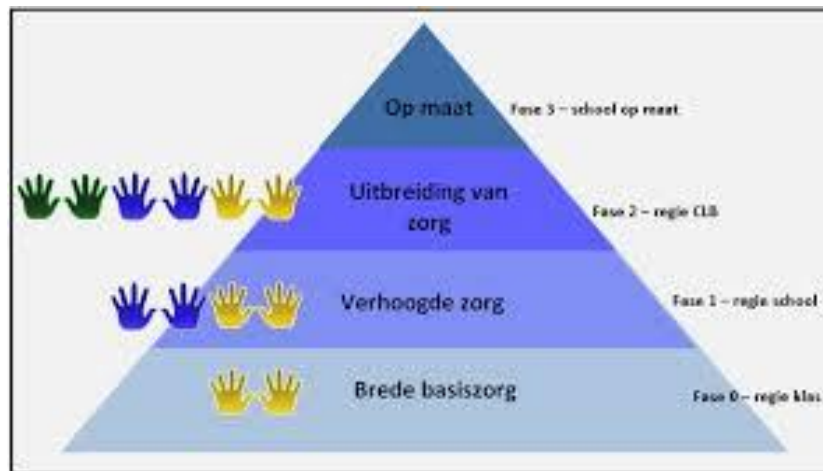 Op maat
Fase 3 – school op maat
Uitbreiding van
zorg
Fase 2 – regie CLB
Verhoogde zorg
Fase 1 – regie school
Brede basiszorg
Fase 0 – regie klas